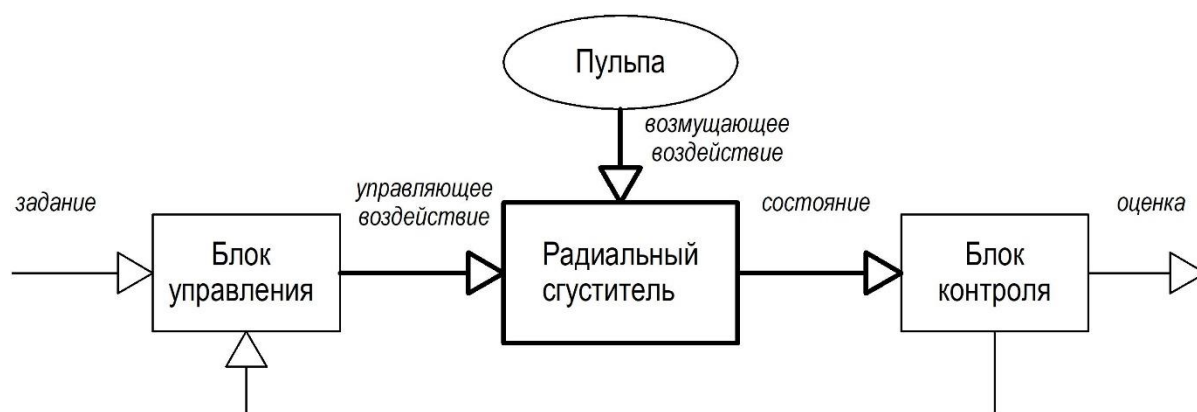 Пульпа
возмущающее
воздействие
задание
управляющее
воздействие
состояние
оценка
Блок
управления
Радиальный
сгуститель
Блок
контроля